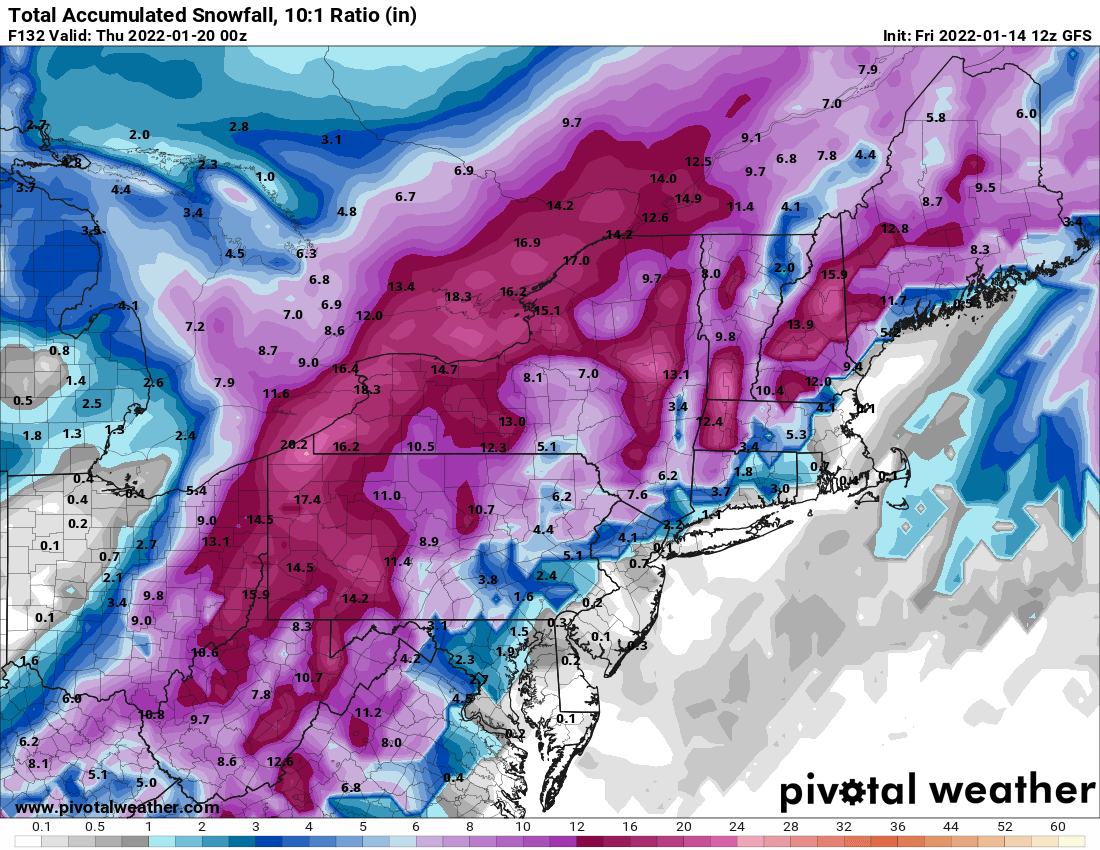 Total Accumulated Snowfall, 10:1 Ratio (in)
F132 Valid: Thu 2022-01-20 00z Init: Fri 2022-01-14 12z GFS
7.9
7.0
5.8 6.0
2.7 2.0 2.8 3.1 9.7 9.1
2.3 1.0 6.9 12.5 9.7 6.8 7.8 4.4
3.7 4.4 6.7 14.0 9.5
3.4 4.8 14.2 12.6 14.9 11.4 4.1 8.7
3.5 4.5 6.3 16.9 14.2 12.8 3.4
6.8 13.4 17.0 9.7 8.0 2.0 15.9 8.3
4.1 7.0 6.9 18.3 16.2 11.7
7.2 8.6 12.0 15.1 9.8 13.9
0.8 8.7 9.0 16.4 14.7 9.4
1.4 2.6 7.9 11.6 18.3 8.1 7.0 13.1 10.4 12.0
0.5 2.5 3.4 4.1 0.1
1.8 1.3 1.3 2.4 13.0 12.4 5.3
20.2 16.2 10.5 12.3 5.1 3.4
0.4 6.2 1.8
0.4 0.4 5.4 17.4 11.0 6.2 7.6 3.7 3.0 0.1
0.2 9.0 14.5 10.7 4.4 2.2 1.1
0.1 0.7 2.7 13.1 8.9 5.1 4.1 0.1
2.1 14.5 11.4 3.8 2.4 0.7
3.4 9.8 15.9 14.2 1.6 0.2
0.1 9.0 8.3 3.1 1.5 0.3 0.1 0.3
1.6 10.6 4.2 2.3 1.9 0.2
6.0 7.8 10.7 2.7
10.8 9.7 11.2 4.5 0.1
6.2 8.0 0.2
8.1 5.1 5.0 8.6 12.6 6.8 0.4
pivotal weather
www.pivotalweather.com
0.1 0.5 1 2 3 4 5 6 8 10 12 16 20 24 28 32 36 44 52 60